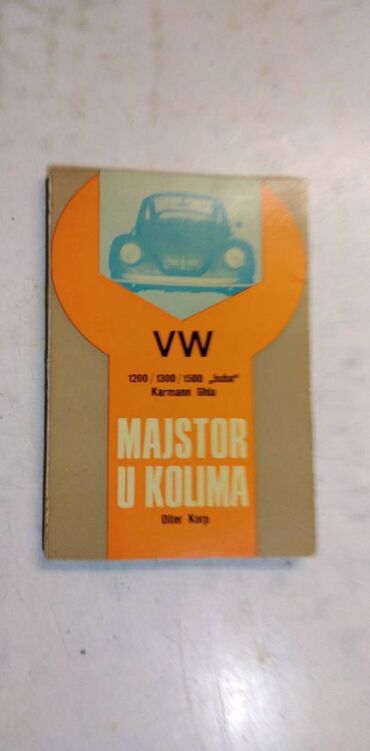 VW
1200/1300/1500 „buba“
Karmann Ghia
MAJSTOR
U KOLIMA
Diter Korp